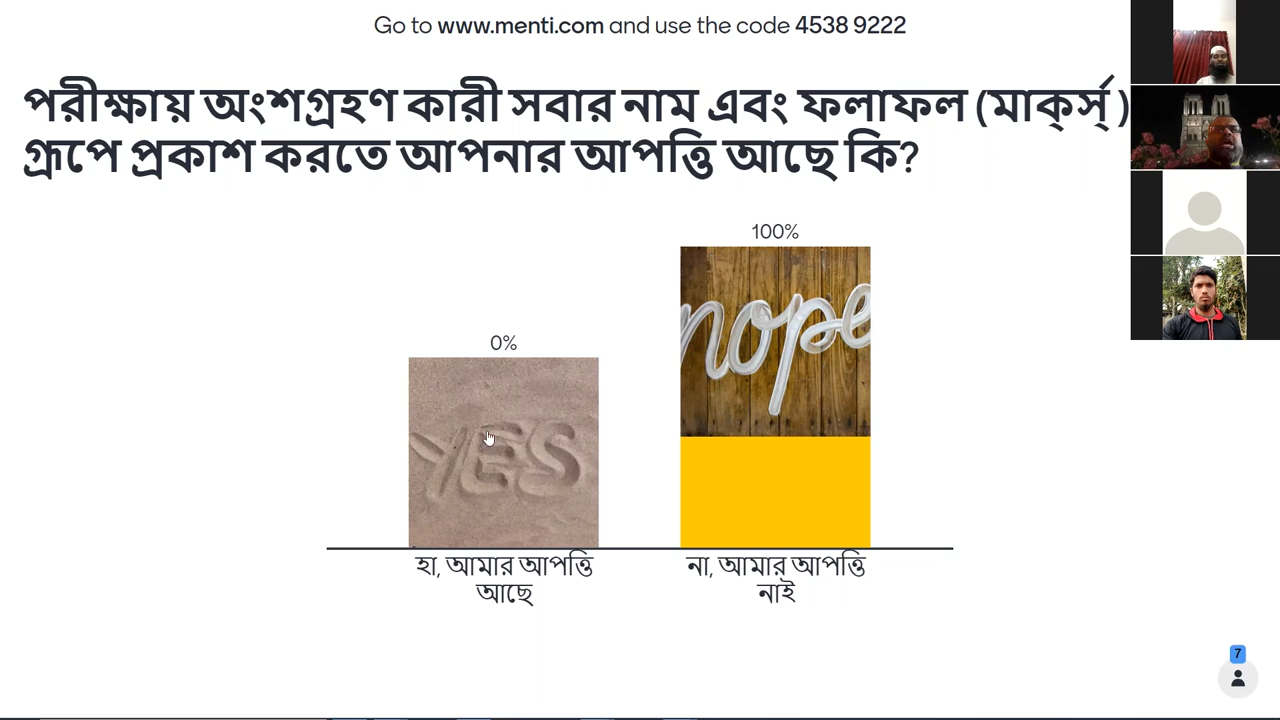 Go to www.menti.com and use the code 4538 9222
পরীক্ষায় অংশগ্রহণ কারী সবার নাম এবং ফলাফল (মার্ক্স্)
গ্রূপে প্রকাশ করতে আপনার আপত্তি আছে কি?
100%
nope
0%
YES
হা, আমার আপত্তি
আছে
না, আমার আপত্তি
নাই
7